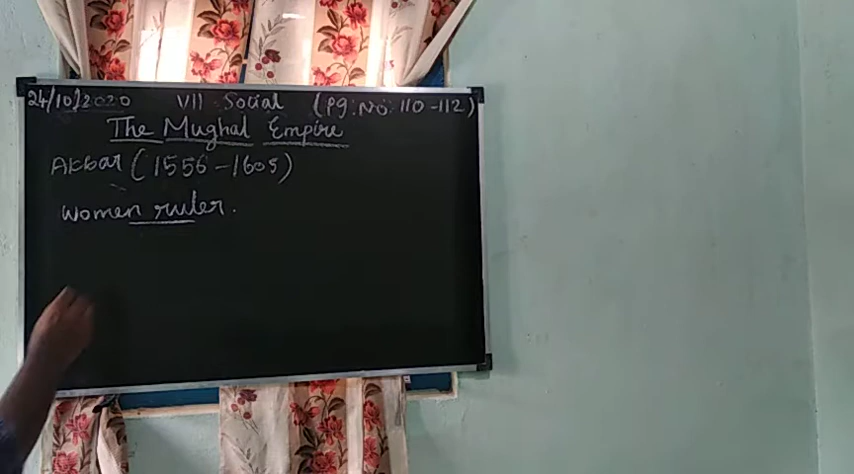 24/10/2020 VII Social (Pg: No: 110-112)
The Mughal Empire
Akbar (1556-1605)
Women ruler.